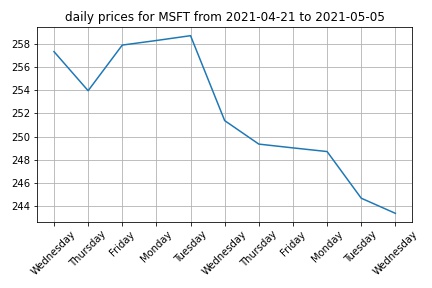 daily prices for MSFT from 2021-04-21 to 2021-05-05
258
256
254
252
250
248
246
244
Wednesday
Thursday
Friday
Monday
Tuesday
Wednesday
Thursday
Friday
Monday
Tuesday
Wednesday